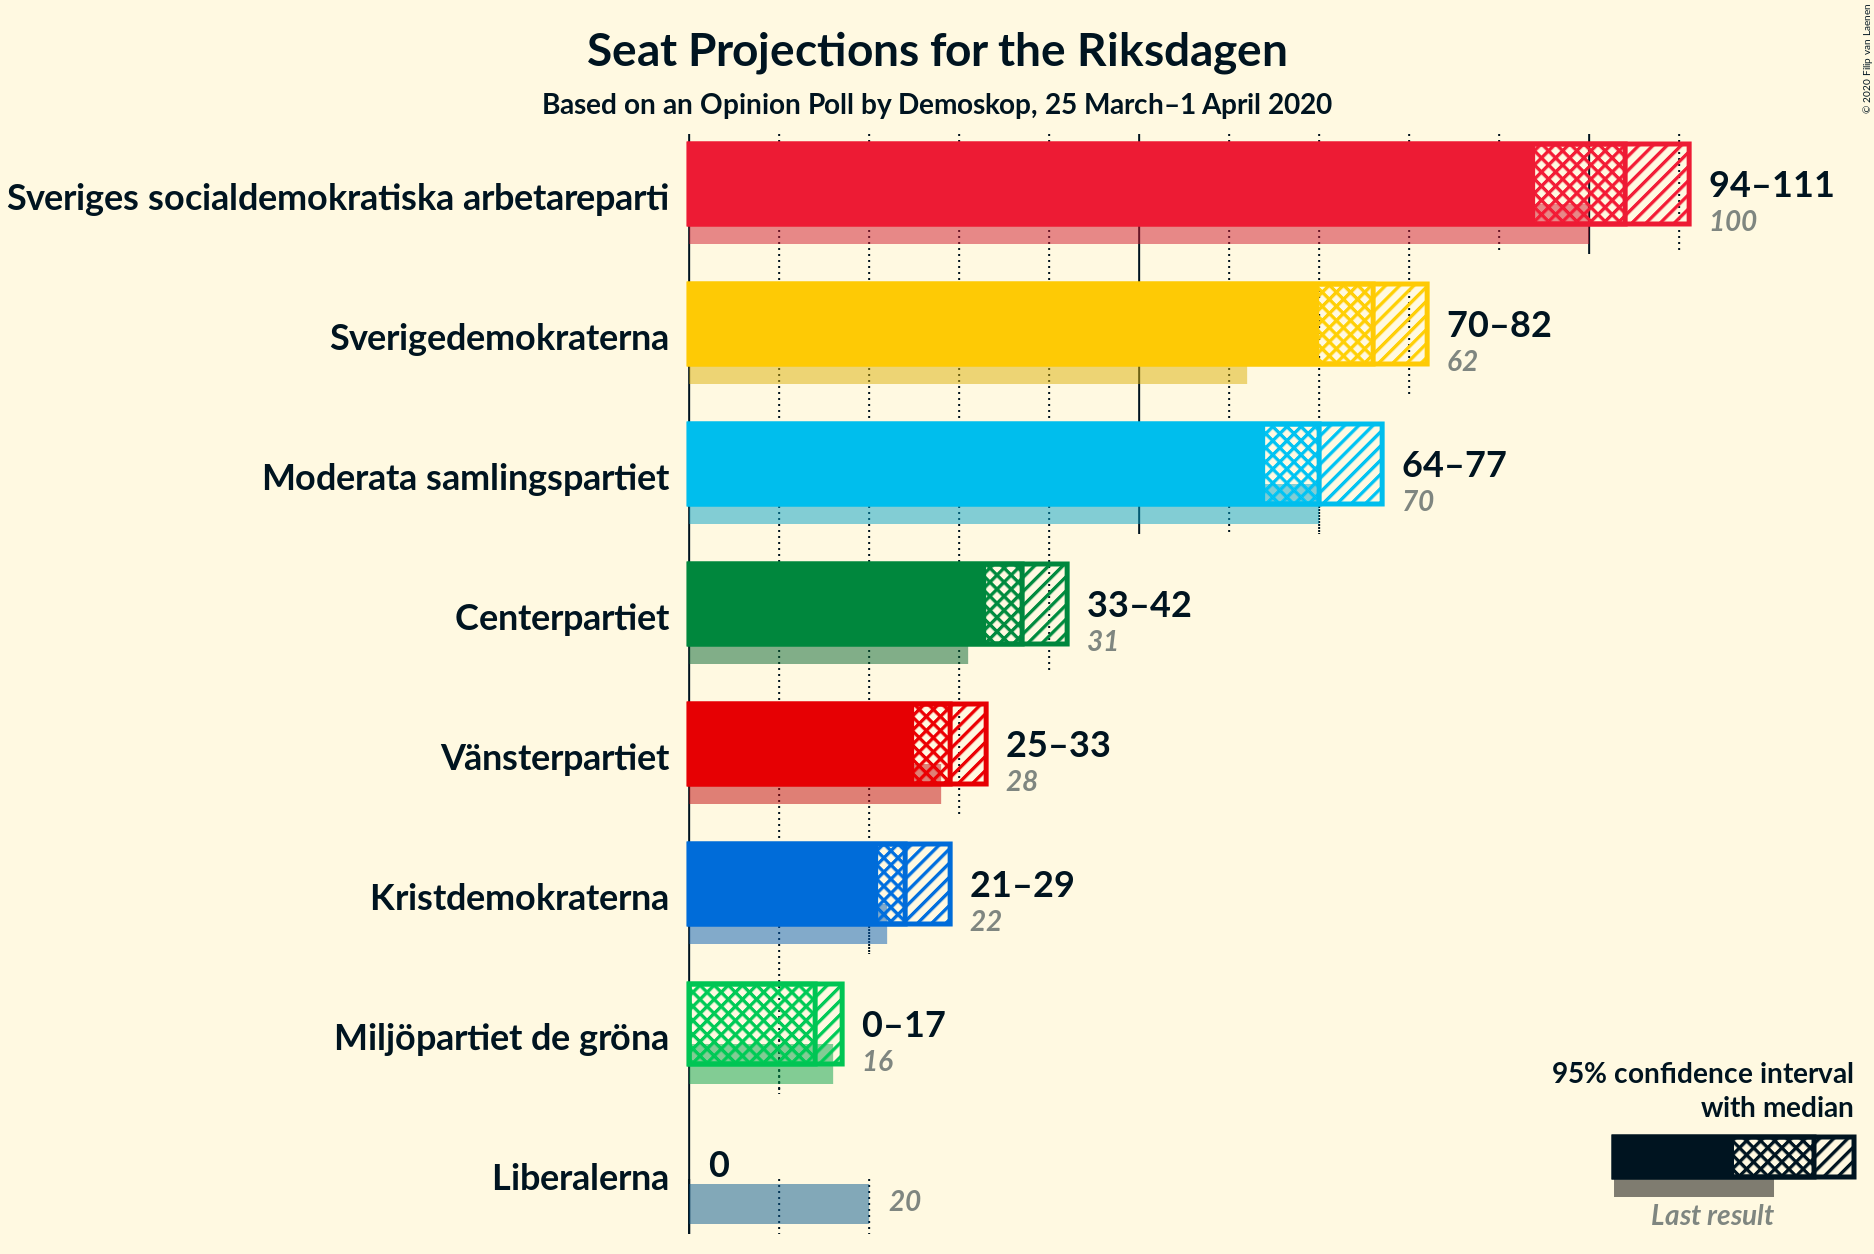 Seat Projections for the Riksdagen
Based on an Opinion Poll by Demoskop, 25 March–1 April 2020
© 2020 Filip van Laenen
Sveriges socialdemokratiska arbetareparti
94–111
100
Sverigedemokraterna
70–82
62
Moderata samlingspartiet
64–77
70
Centerpartiet
33–42
31
Vänsterpartiet
25–33
28
Kristdemokraterna
21–29
22
Miljöpartiet de gröna
0–17
16
Liberalerna
0
20
95% confidence interval
with median
Last result